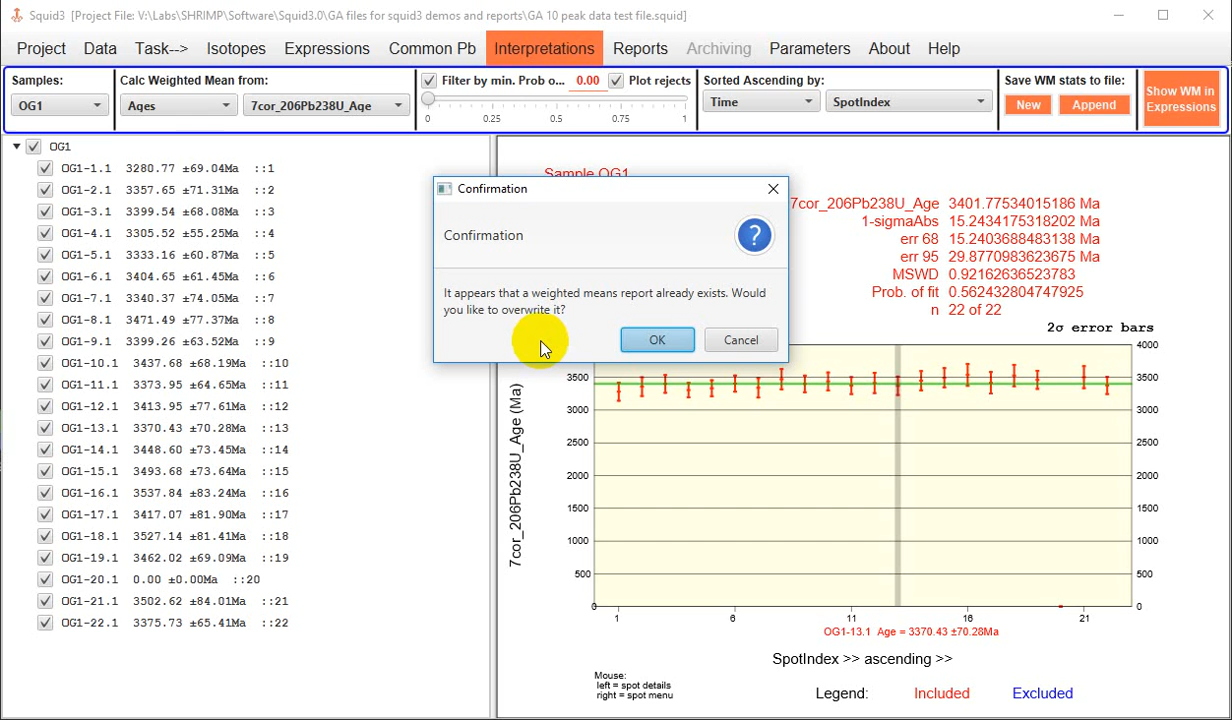 Squid3 [Project File: V:\Labs\SHRIMP\Software\Squid3.0\GA files for squid3 demos and reports\GA 10 peak data test file.squid]
Project Data Task--> Isotopes Expressions Common Pb Interpretations Reports Archiving Parameters About Help
Samples: Calc Weighted Mean from: Filter by min. Prob o... 0.00 Plot rejects Sorted Ascending by: Save WM stats to file: Show WM in Expressions
OG1 Ages 7cor_206Pb238U_Age Time SpotIndex New Append
0 0.25 0.5 0.75 1
OG1
OG1-1.1 3280.77 ±69.04Ma ::1
OG1-2.1 3357.65 ±71.31Ma ::2
OG1-3.1 3399.54 ±68.08Ma ::3
OG1-4.1 3305.52 ±55.25Ma ::4
OG1-5.1 3333.16 ±60.87Ma ::5
OG1-6.1 3404.65 ±61.45Ma ::6
OG1-7.1 3340.37 ±74.05Ma ::7
OG1-8.1 3471.49 ±77.37Ma ::8
OG1-9.1 3399.26 ±63.52Ma ::9
OG1-10.1 3437.68 ±68.19Ma ::10
OG1-11.1 3373.95 ±64.65Ma ::11
OG1-12.1 3413.95 ±77.61Ma ::12
OG1-13.1 3370.43 ±70.28Ma ::13
OG1-14.1 3448.60 ±73.45Ma ::14
OG1-15.1 3493.68 ±73.64Ma ::15
OG1-16.1 3537.84 ±83.24Ma ::16
OG1-17.1 3417.07 ±81.90Ma ::17
OG1-18.1 3527.14 ±81.41Ma ::18
OG1-19.1 3462.02 ±69.09Ma ::19
OG1-20.1 0.00 ±0.00Ma ::20
OG1-21.1 3502.62 ±84.01Ma ::21
OG1-22.1 3375.73 ±65.41Ma ::22
Sample OG1
7cor_206Pb238U_Age 3401.77534015186 Ma
1-sigmaAbs 15.2434175318202 Ma
err 68 15.2403688483138 Ma
err 95 29.8770983623675 Ma
MSWD 0.92162636523783
Prob. of fit 0.562432804747925
n 22 of 22
2σ error bars
Confirmation
Confirmation
?
It appears that a weighted means report already exists. Would
you like to overwrite it?
OK Cancel
4000
3500 3500
3000 3000
2500 2500
2000 2000
1500 1500
1000 1000
500 500
0 0
7cor_206Pb238U_Age (Ma)
1 6 11 16 21
OG1-13.1 Age = 3370.43 ±70.28Ma
SpotIndex >> ascending >>
Mouse:
left = spot details
right = spot menu
Legend: Included Excluded